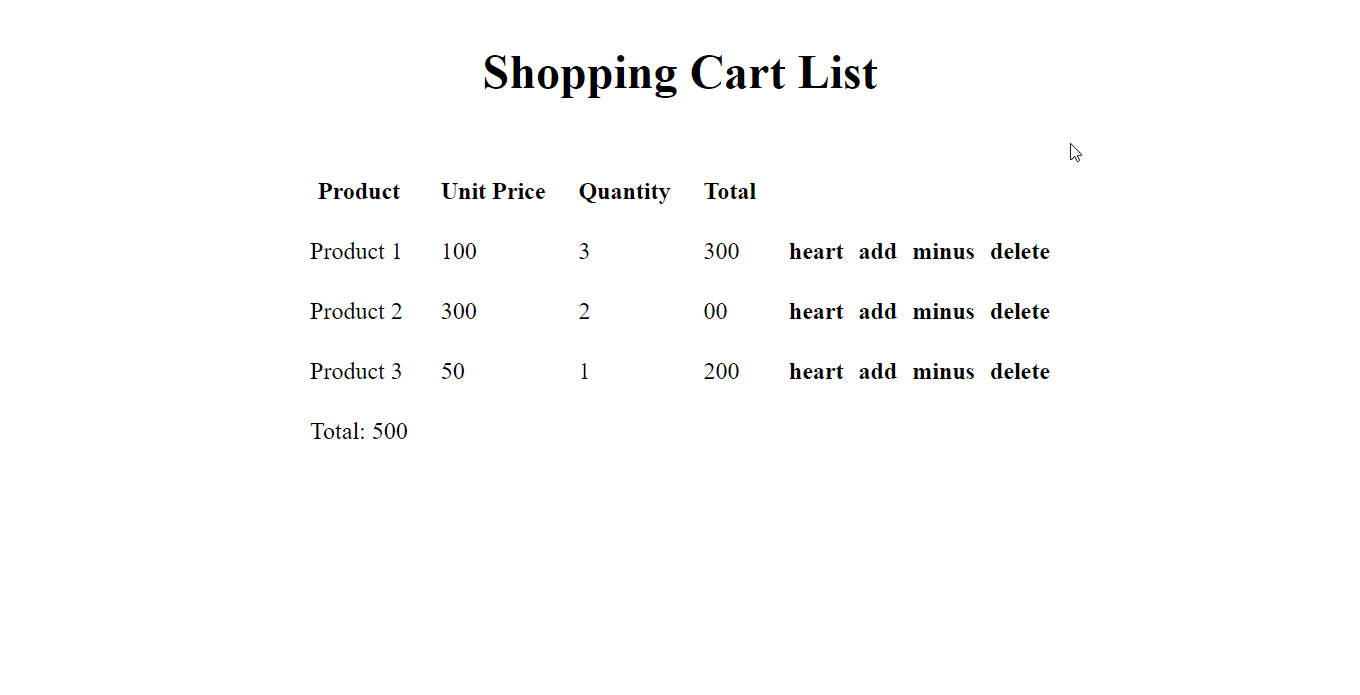 Shopping Cart List
Product Unit Price Quantity Total
Product 1 100 3 300 heart add minus delete
Product 2 300 2 00 heart add minus delete
Product 3 50 1 200 heart add minus delete
Total: 500